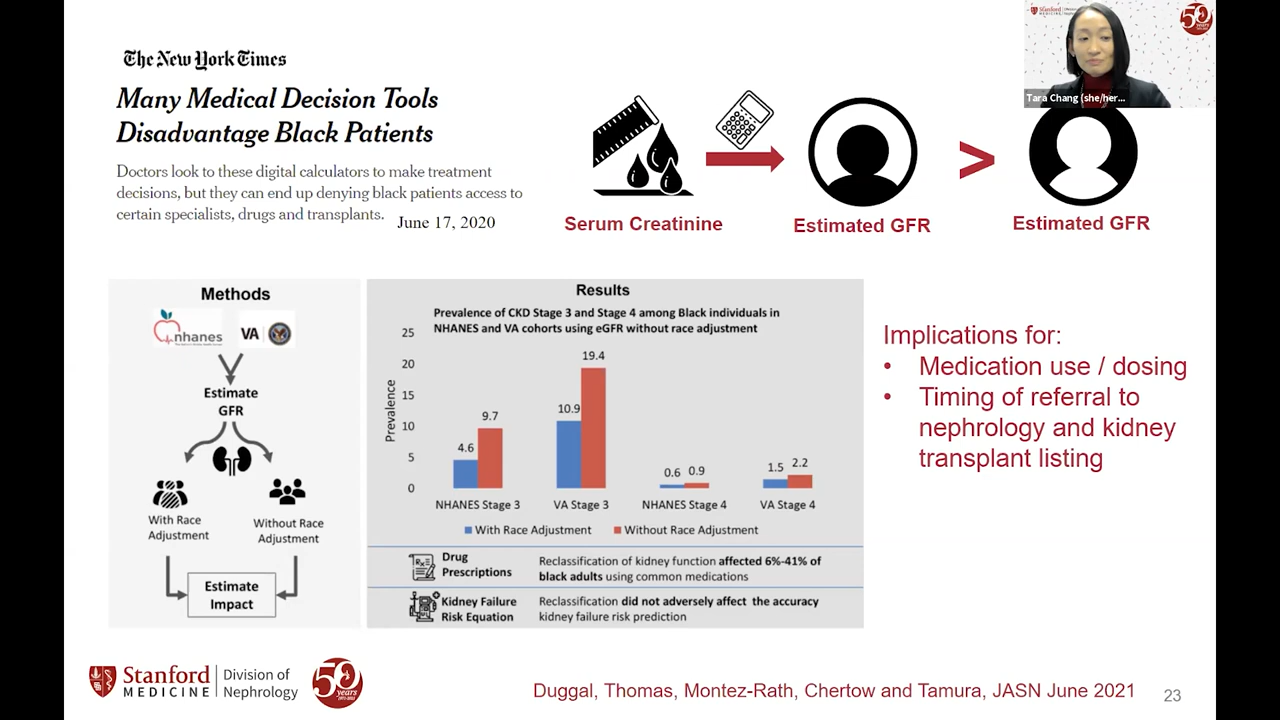 The New York Times
Many Medical Decision Tools
Disadvantage Black Patients
Doctors look to these digital calculators to make treatment
decisions, but they can end up denying black patients access to
certain specialists, drugs and transplants.
June 17, 2020
Serum Creatinine
Estimated GFR
>
Estimated GFR
Stanford
MEDICINE
50
Tara Chang (she/her...
Methods
nhanes
VA
Estimate
GFR
With Race
Adjustment
Without Race
Adjustment
Estimate
Impact
Results
Prevalence of CKD Stage 3 and Stage 4 among Black individuals in
NHANES and VA cohorts using eGFR without race adjustment
Prevalence
25
20
15
10
5
0
4.6
9.7
10.9
19.4
0.6
0.9
1.5
2.2
NHANES Stage 3
VA Stage 3
NHANES Stage 4
VA Stage 4
With Race Adjustment
Without Race Adjustment
Drug
Prescriptions
Reclassification of kidney function affected 6%-41% of
black adults using common medications
Kidney Failure
Risk Equation
Reclassification did not adversely affect the accuracy
kidney failure risk prediction
Implications for:
• Medication use / dosing
• Timing of referral to
nephrology and kidney
transplant listing
Stanford
MEDICINE
Division of
Nephrology
50
years
Duggal, Thomas, Montez-Rath, Chertow and Tamura, JASN June 2021
23